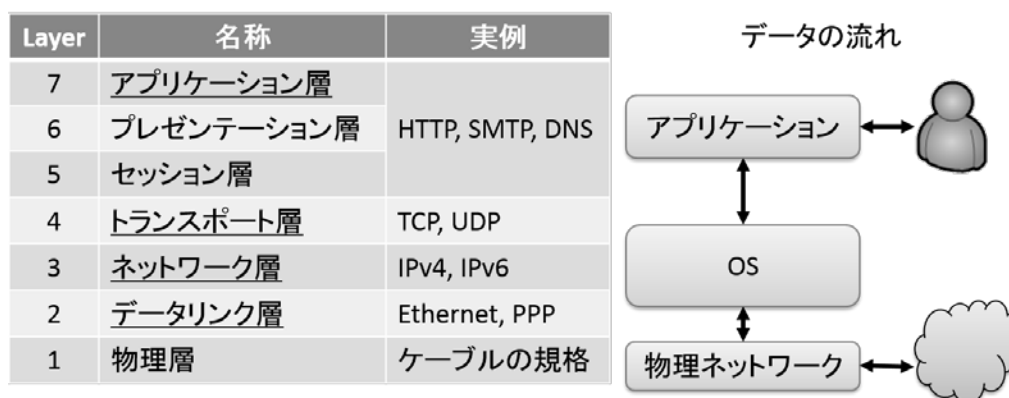 Layer 名称 実例
7 アプリケーション層
6 プレゼンテーション層 HTTP, SMTP, DNS
5 セッション層
4 トランスポート層 TCP, UDP
3 ネットワーク層 IPv4, IPv6
2 データリンク層 Ethernet, PPP
1 物理層 ケーブルの規格
データの流れ
アプリケーション
OS
物理ネットワーク